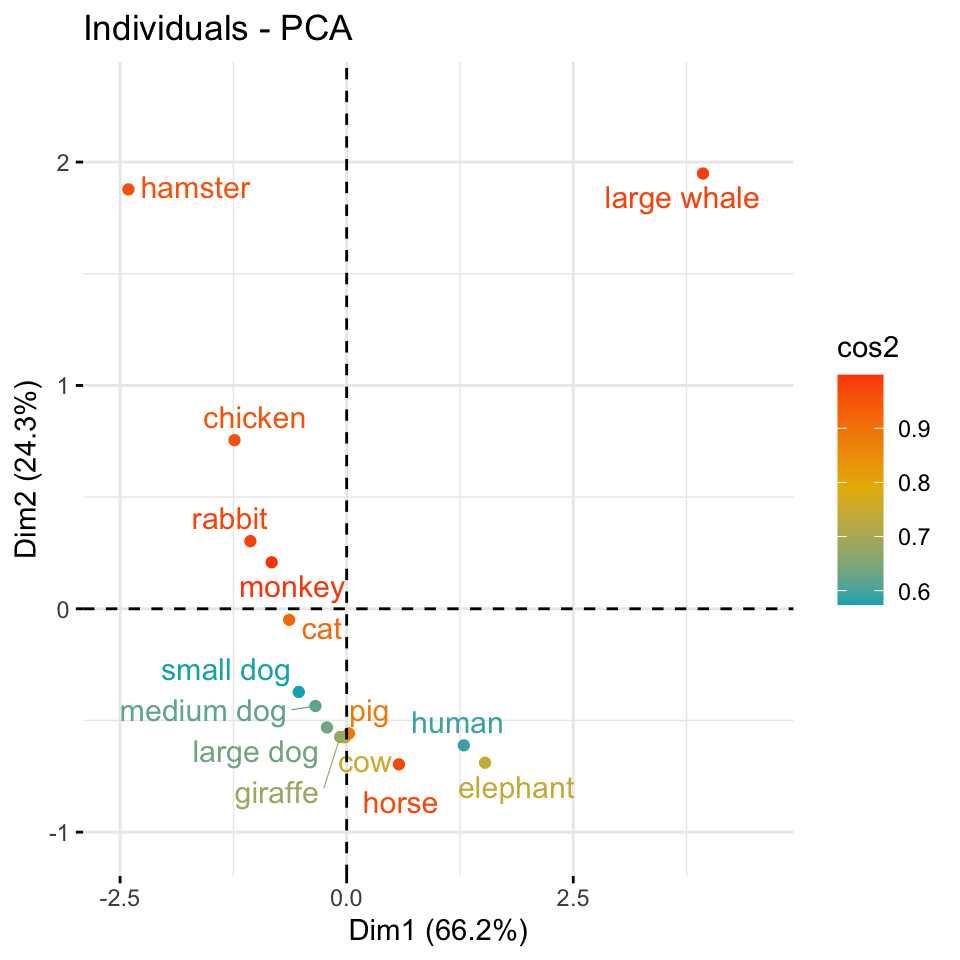 Individuals - PCA
2
hamster
large whale
cos2
1
chicken
0.9
0.8
rabbit
Dim2 (24.3%)
0.7
monkey
0.6
0
cat
small dog
medium dog
pig
human
large dog
cow
giraffe
elephant
horse
-1
-2.5
0.0
2.5
Dim1 (66.2%)